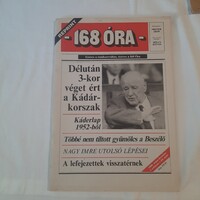 REPRINT
168 ÓRA
Délután
3-kor
véget ért
a Kádár-
korszak
Káderlap
1952-ből
Többé nem tiltott gyümölcs a Beszélő
NAGY IMRE UTOLSÓ LÉPÉSEI
A lefejezettek visszatérnek